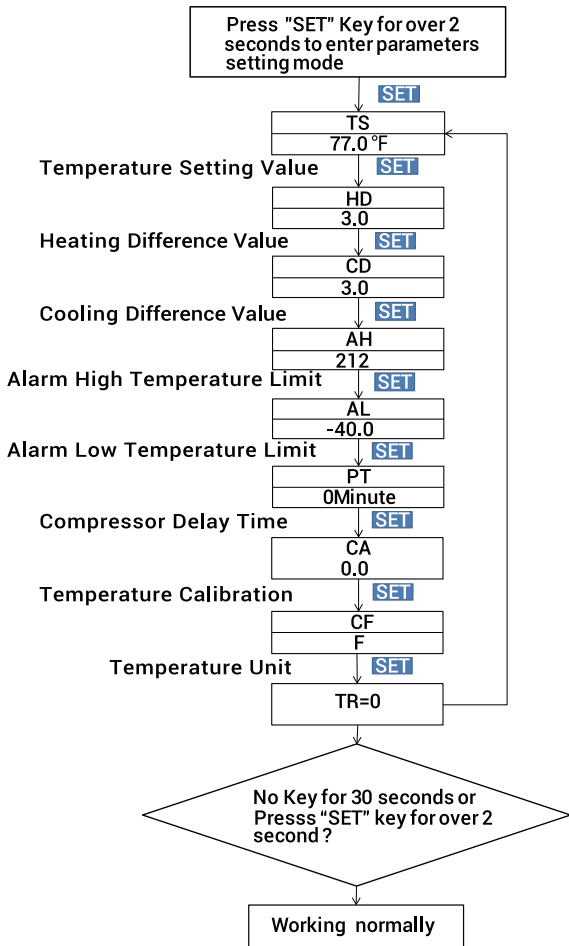 Press "SET" Key for over 2
seconds to enter parameters
setting mode
SET
TS
77.0 °F
Temperature Setting Value
SET
HD
3.0
Heating Difference Value
SET
CD
3.0
Cooling Difference Value
SET
AH
212
Alarm High Temperature Limit
SET
AL
-40.0
Alarm Low Temperature Limit
SET
PT
0Minute
Compressor Delay Time
SET
CA
0.0
Temperature Calibration
SET
CF
F
Temperature Unit
SET
TR=0
No Key for 30 seconds or
Presss “SET” key for over 2
second ?
Working normally